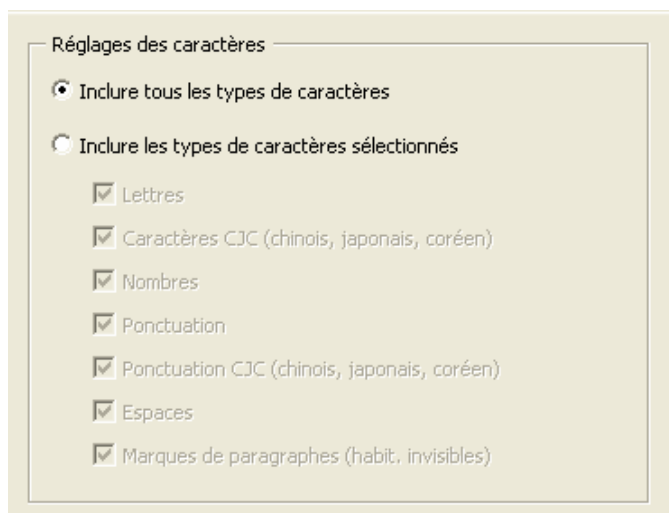 Réglages des caractères
Inclure tous les types de caractères
Inclure les types de caractères sélectionnés
Lettres
Caractères CJC (chinois, japonais, coréen)
Nombres
Ponctuation
Ponctuation CJC (chinois, japonais, coréen)
Espaces
Marques de paragraphes (habit. invisibles)